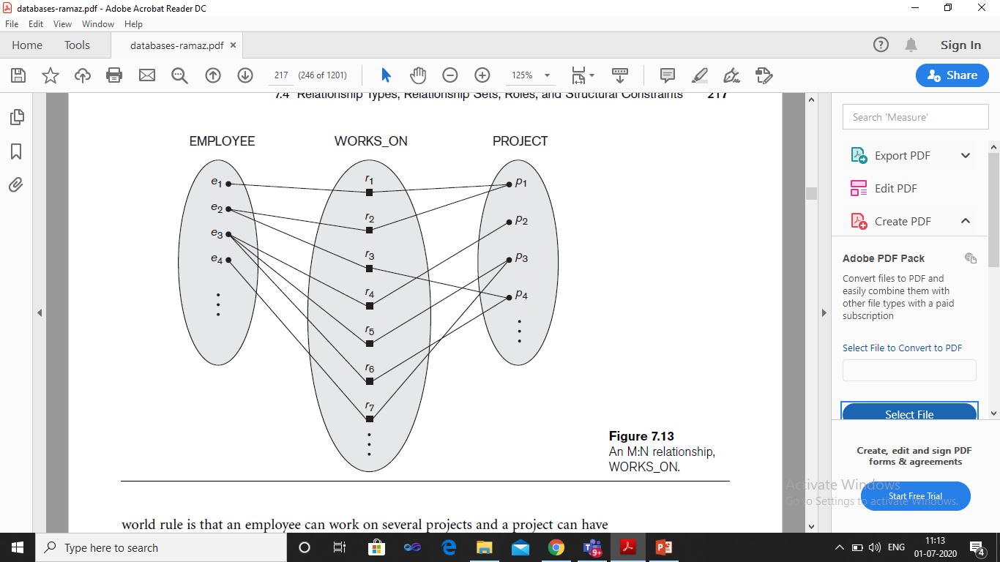 databases-ramaz.pdf - Adobe Acrobat Reader DC
File Edit View Window Help
Home Tools databases-ramaz.pdf × ? Sign In
217 (246 of 1201) 125% Share
7.4 Relationship Types, Relationship Sets, Roles, and Structural Constraints 217
EMPLOYEE WORKS_ON PROJECT
e1 r1 p1
e2 r2 p2
e3 r3 p3
e4 r4 p4
r5
r6
r7
Figure 7.13
An M:N relationship,
WORKS_ON.
world rule is that an employee can work on several projects and a project can have
Search 'Measure'
Export PDF
Edit PDF
Create PDF
Adobe PDF Pack
Convert files to PDF and
easily combine them with
other file types with a paid
subscription
Select File to Convert to PDF
Select File
Create, edit and sign PDF
forms & agreements
Start Free Trial
Activate Windows
Go to Settings to activate Windows.
Type here to search
9+
ENG
11:13
01-07-2020
4